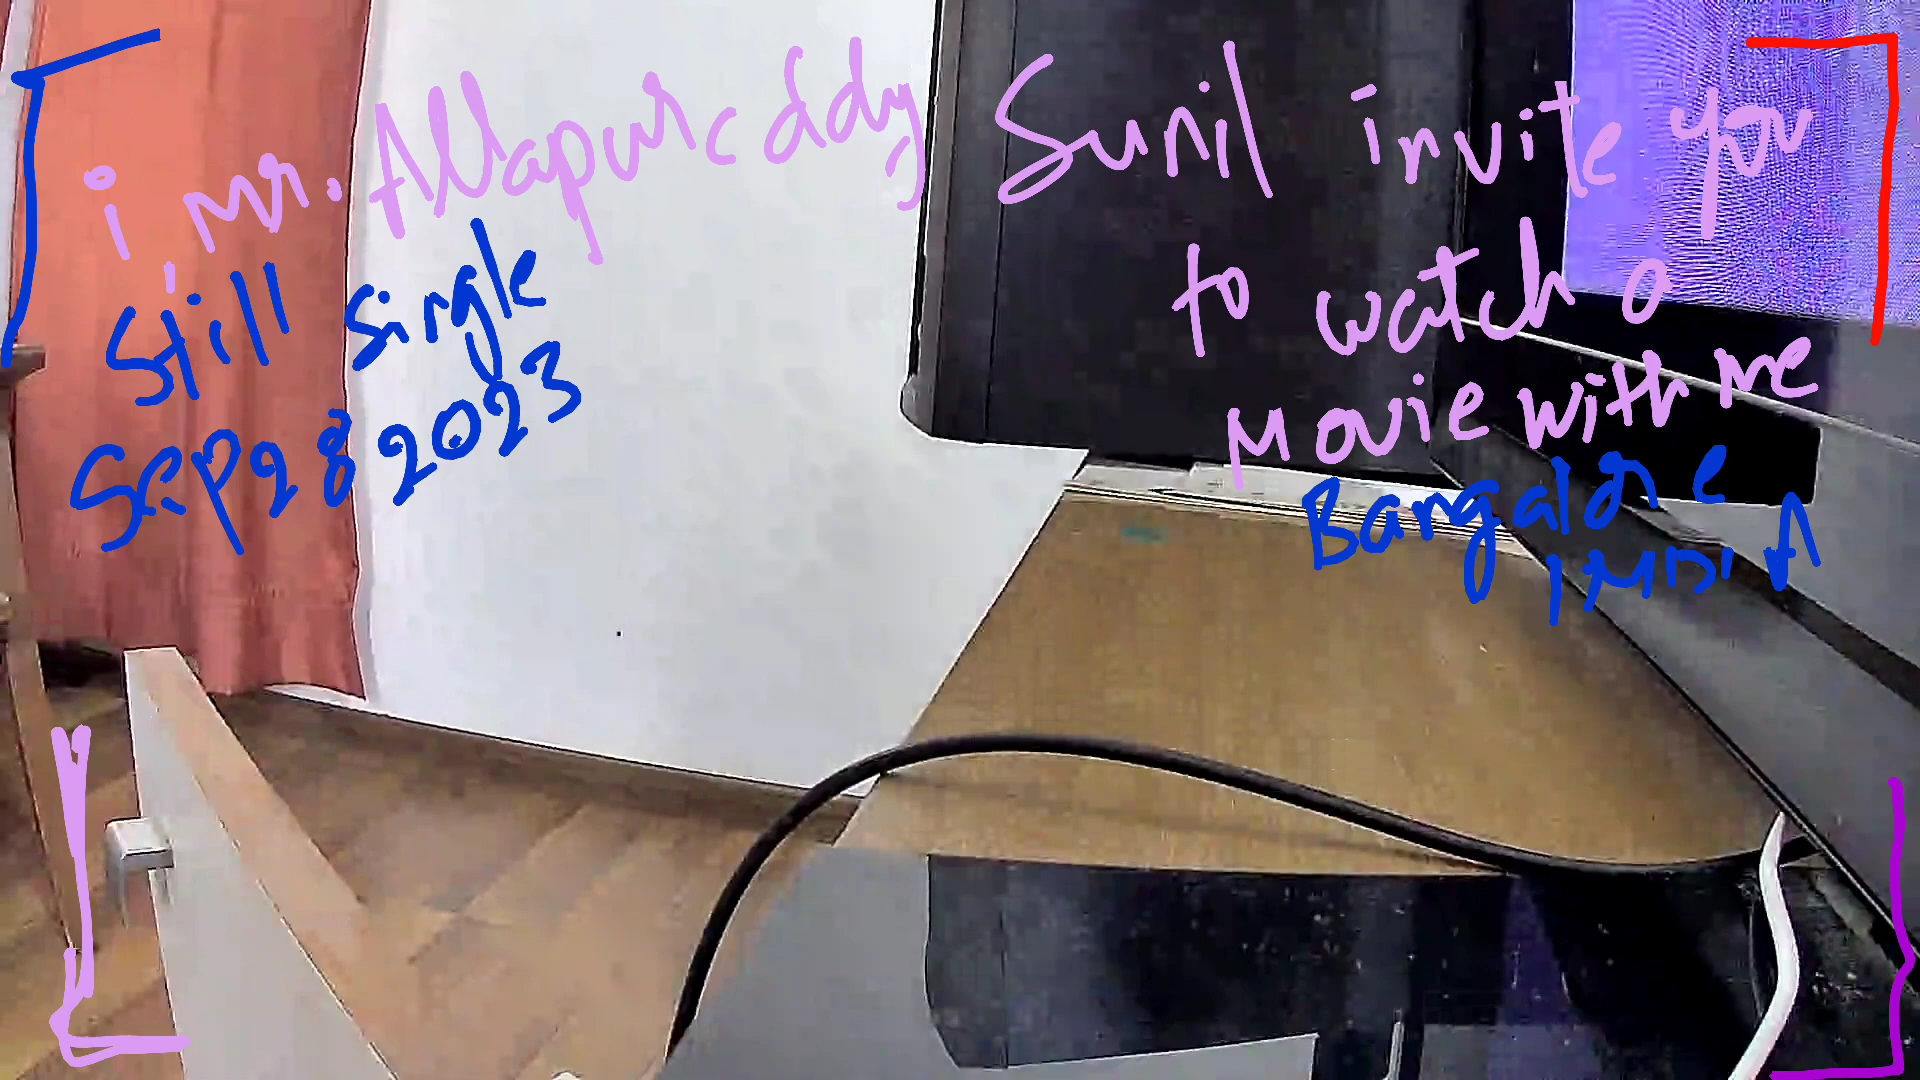 i, mr. Allapureddy Sunil invite you
to watch a
Movie with me
Still single
Sep 28 2023
Bangalore
INDIA